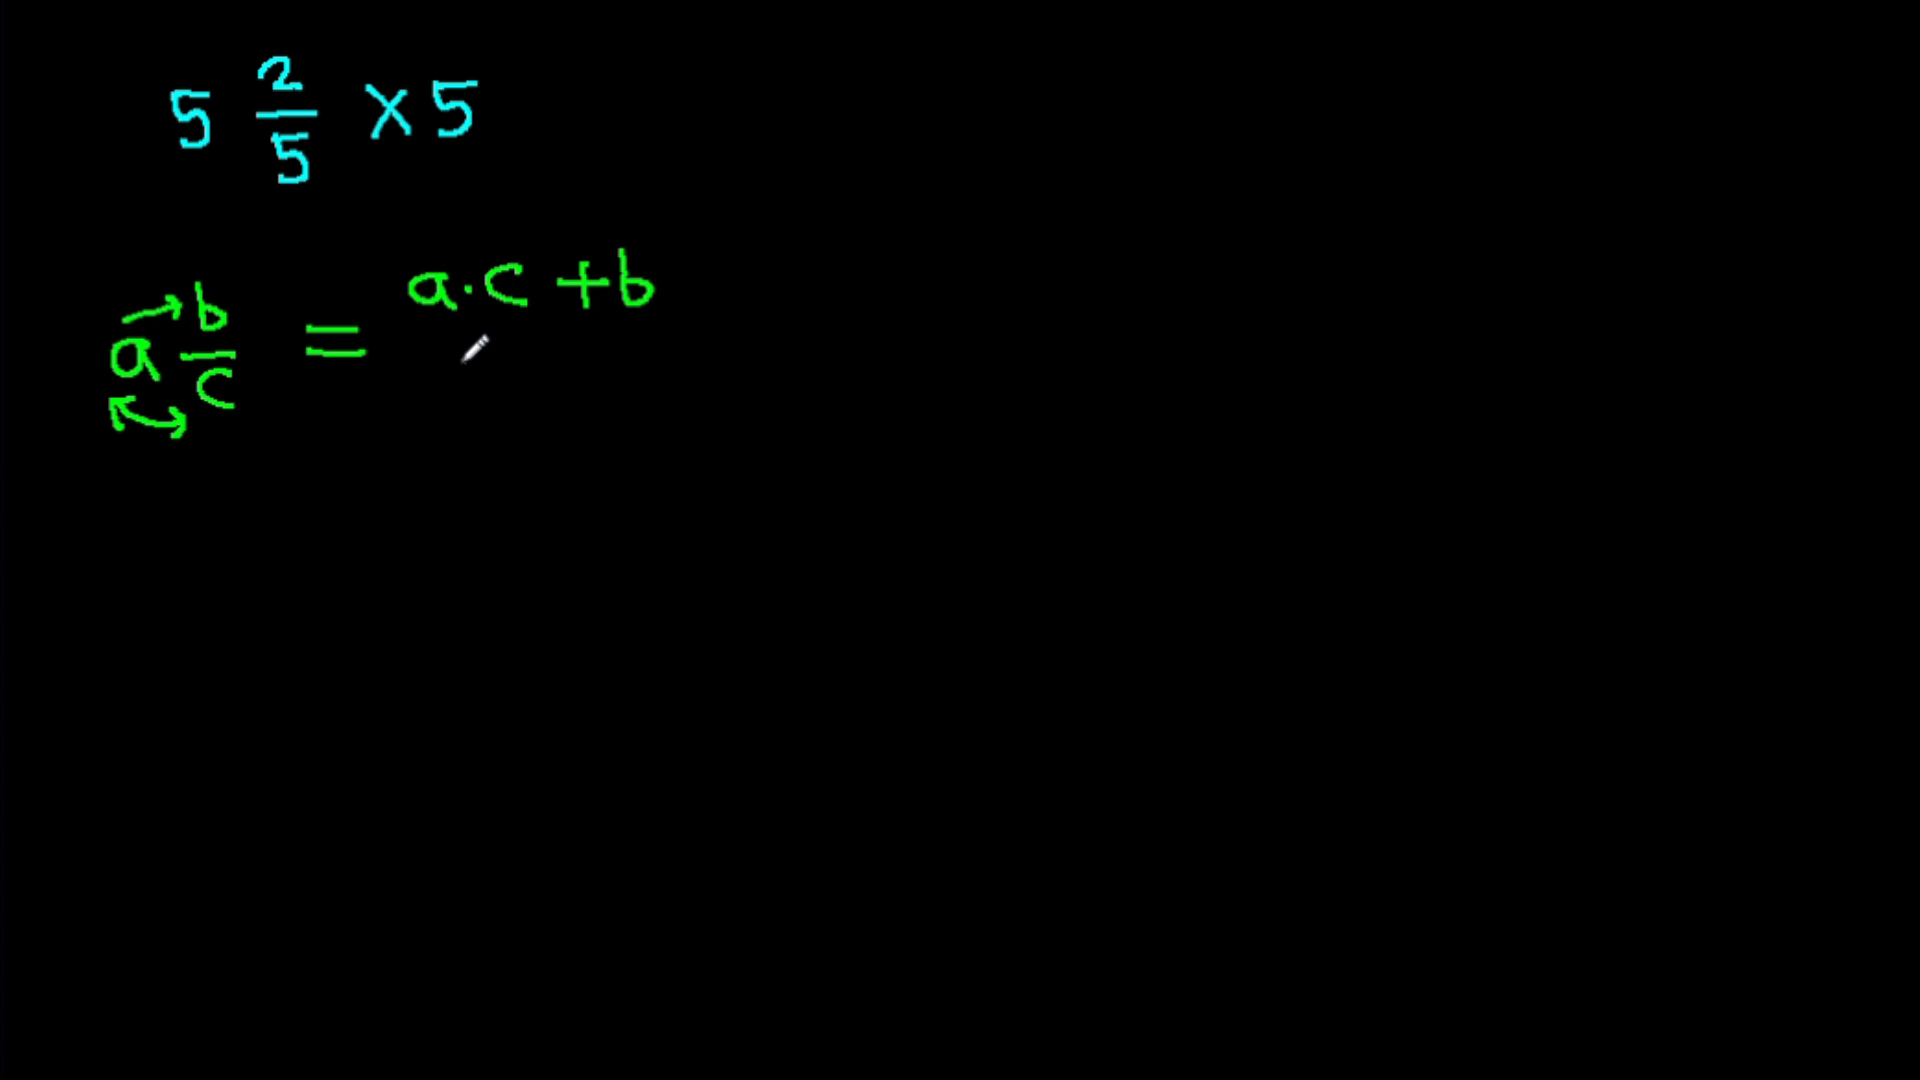 5 2/5 × 5
a b/c = a·c + b